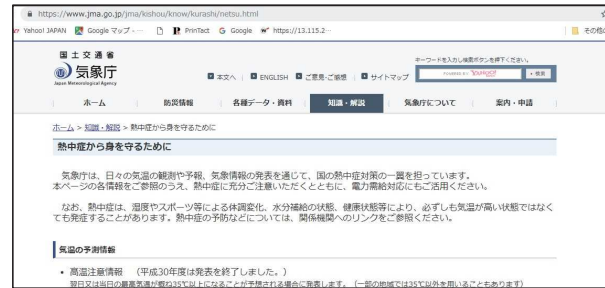 https://www.jma.go.jp/jma/kishou/know/kurashi/netsu.html
Yahoo! JAPAN Google マップ - … PrinTact Google https://13.115.2…
国土交通省
気象庁
Japan Meteorological Agency
本文へ | ENGLISH ご意見・ご感想 | サイトマップ
キーワードを入力し検索ボタンを押下ください。
POWERED BY YAHOO! 検索
ホーム 防災情報 各種データ・資料 知識・解説 気象庁について 案内・申請
ホーム > 知識・解説 > 熱中症から身を守るために
熱中症から身を守るために
気象庁は、日々の気温の観測や予報、気象情報の発表を通じて、国の熱中症対策の一翼を担っています。
本ページの各情報をご参照のうえ、熱中症に充分ご注意いただくとともに、電力需給対応にもご活用ください。
なお、熱中症は、湿度やスポーツ等による体調変化、水分補給の状態、健康状態等により、必ずしも気温が高い状態ではなく
ても発症することがあります。熱中症の予防などについては、関係機関へのリンクをご参照ください。
気温の予測情報
• 高温注意情報 (平成30年度は発表を終了しました。)
翌日又は当日の最高気温が概ね35℃以上になることが予想される場合に発表します。(一部の地域では35℃以外を用いることもあります)